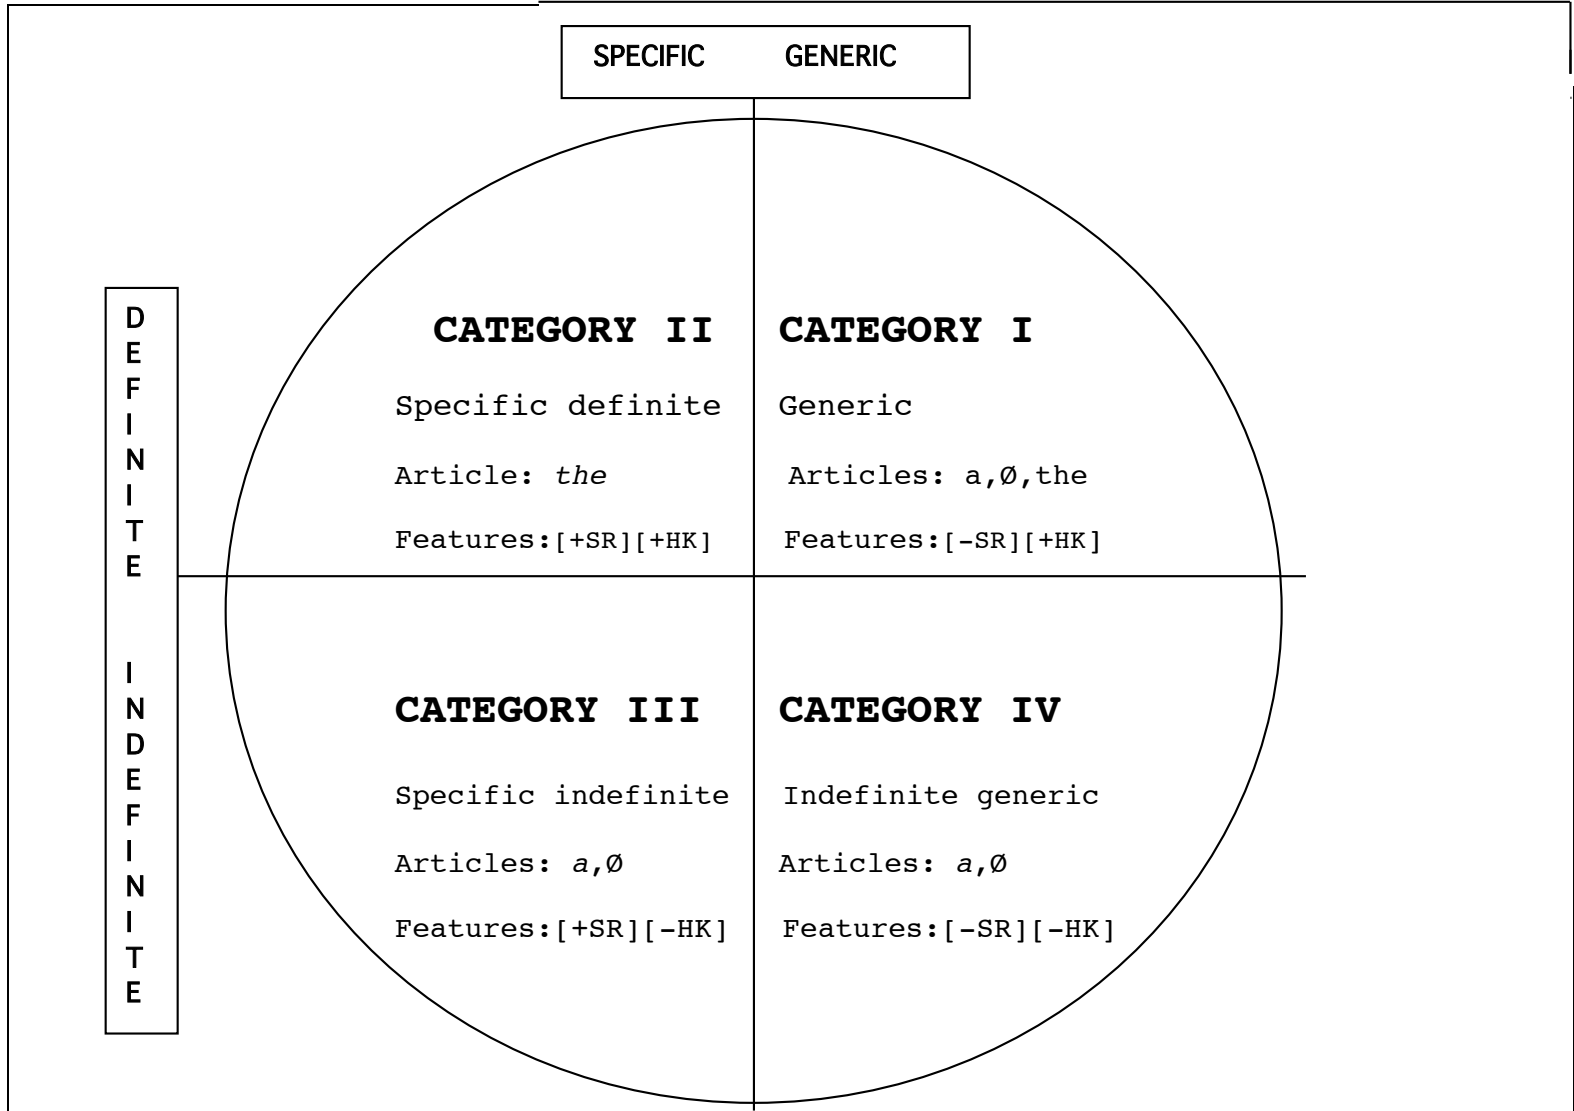 SPECIFIC GENERIC
DEFINITE
INDEFINITE
CATEGORY II
Specific definite
Article: the
Features:[+SR][+HK]
CATEGORY I
Generic
Articles: a,Ø,the
Features:[-SR][+HK]
CATEGORY III
Specific indefinite
Articles: a,Ø
Features:[+SR][-HK]
CATEGORY IV
Indefinite generic
Articles: a,Ø
Features:[-SR][-HK]